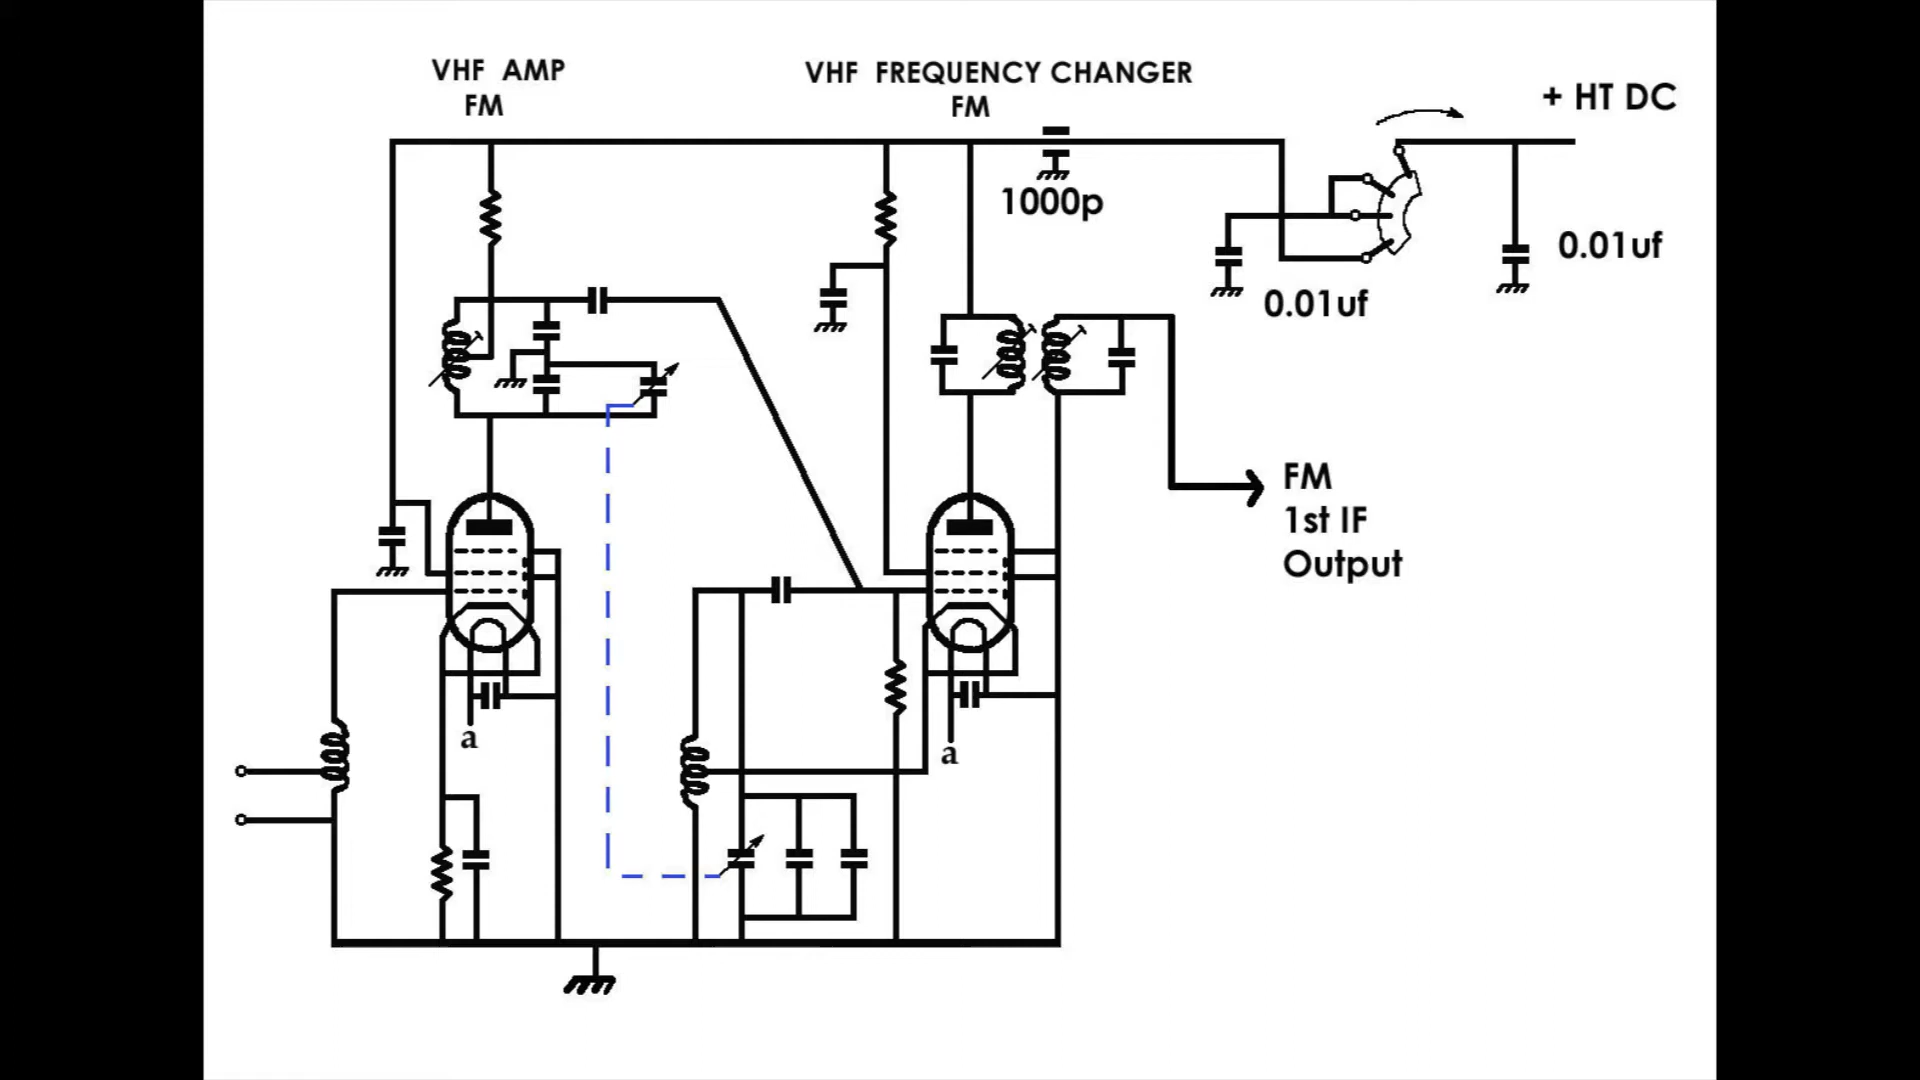 VHF AMP
FM
VHF FREQUENCY CHANGER
FM
+ HT DC
1000p
0.01uf
0.01uf
FM
1st IF
Output
a
a